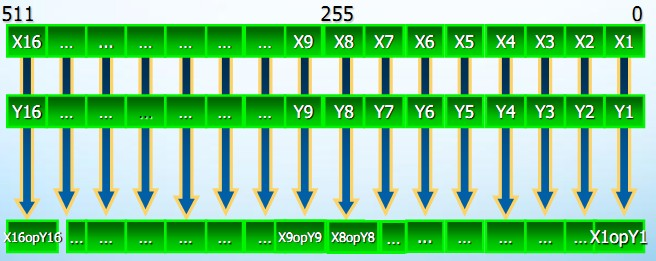 511 255 0
X16 ... ... ... ... ... ... X9 X8 X7 X6 X5 X4 X3 X2 X1
Y16 ... ... ... ... ... ... Y9 Y8 Y7 Y6 Y5 Y4 Y3 Y2 Y1
X16opY16 ... ... ... ... ... X9opY9 X8opY8 ... ... ... ... ... ... X1opY1